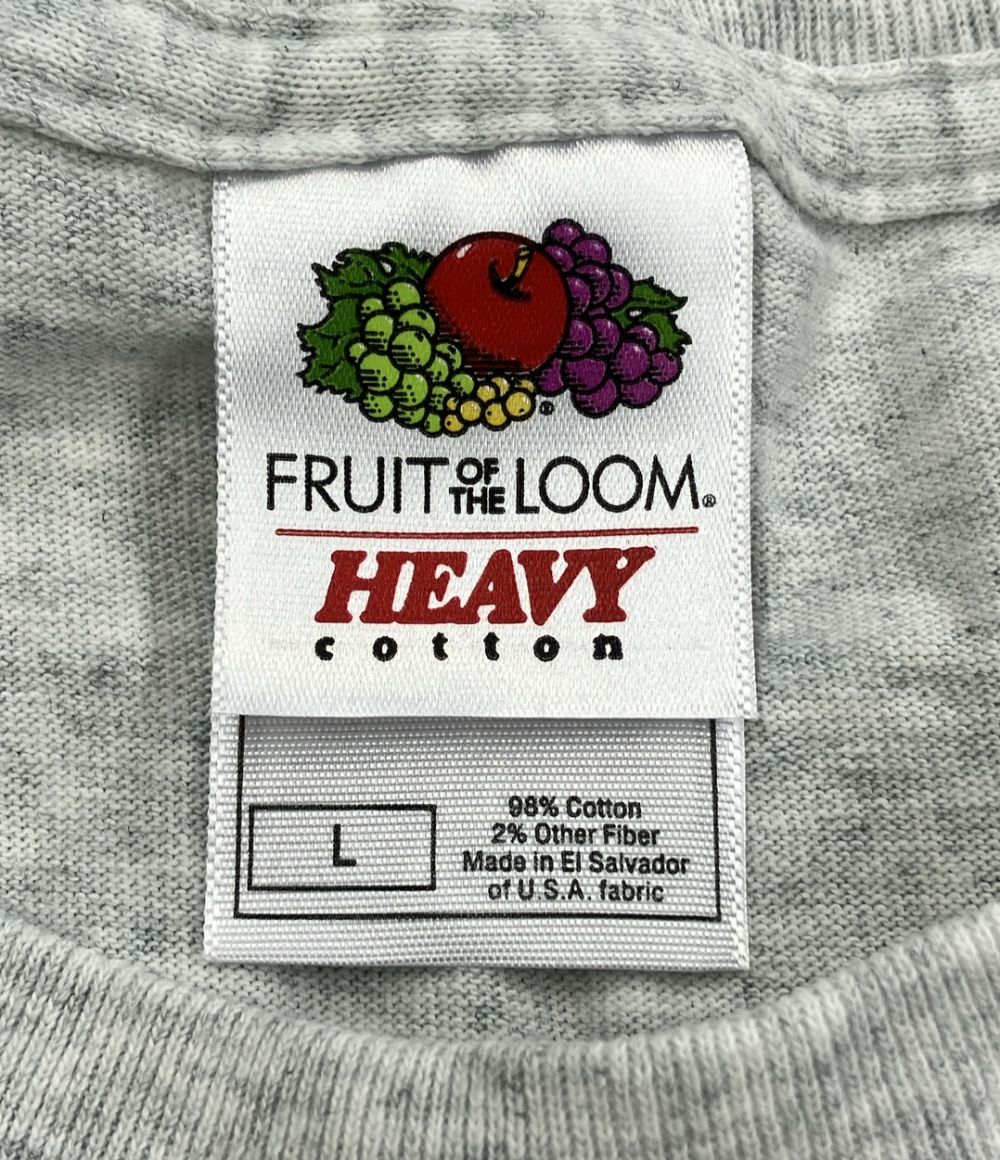 FRUIT OF THE LOOM®
HEAVY
cotton
L
98% Cotton
2% Other Fiber
Made in El Salvador
of U.S.A. fabric